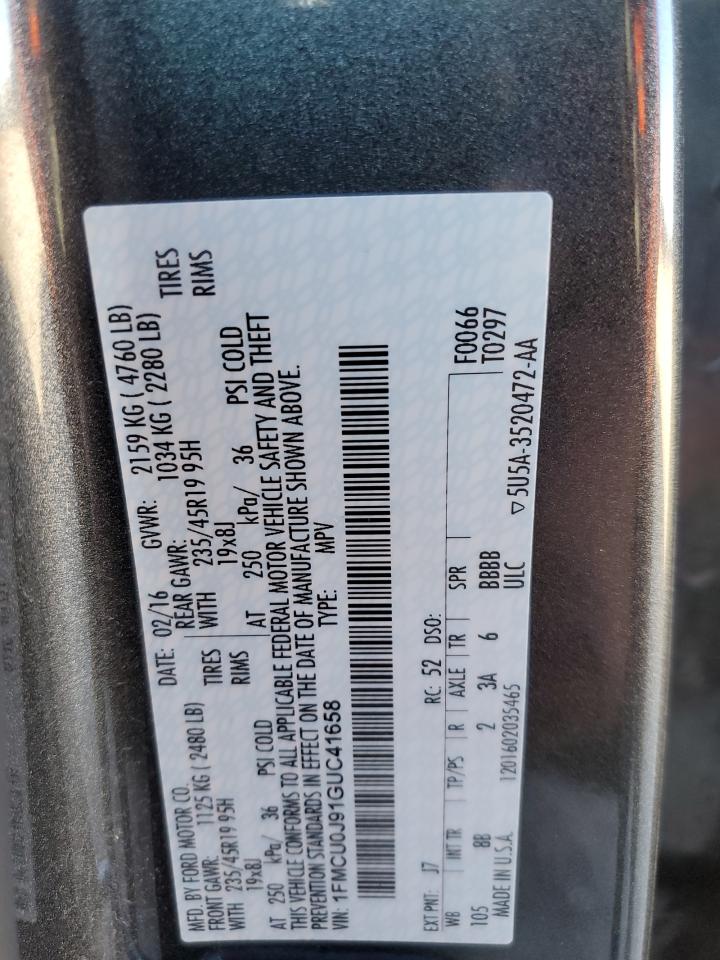 MFD. BY FORD MOTOR CO. DATE: 02/16 GVWR: 2159 KG ( 4760 LB)
FRONT GAWR: 1125 KG ( 2480 LB) REAR GAWR: 1034 KG ( 2280 LB)
WITH 235/45R19 95H TIRES WITH 235/45R19 95H TIRES
19x8J RIMS 19x8J RIMS
AT 250 kPa/ 36 PSI COLD AT 250 kPa/ 36 PSI COLD
THIS VEHICLE CONFORMS TO ALL APPLICABLE FEDERAL MOTOR VEHICLE SAFETY AND THEFT
PREVENTION STANDARDS IN EFFECT ON THE DATE OF MANUFACTURE SHOWN ABOVE.
VIN: 1FMCU0J91GUC41658 TYPE: MPV
EXT PNT: J7 RC: 52 DSO: F0066
WB INT TR TP/PS R AXLE TR SPR T0297
105 8B 2 3A 6 BBBB
MADE IN U.S.A. 1201602035465 ULC ▽5U5A-3520472-AA